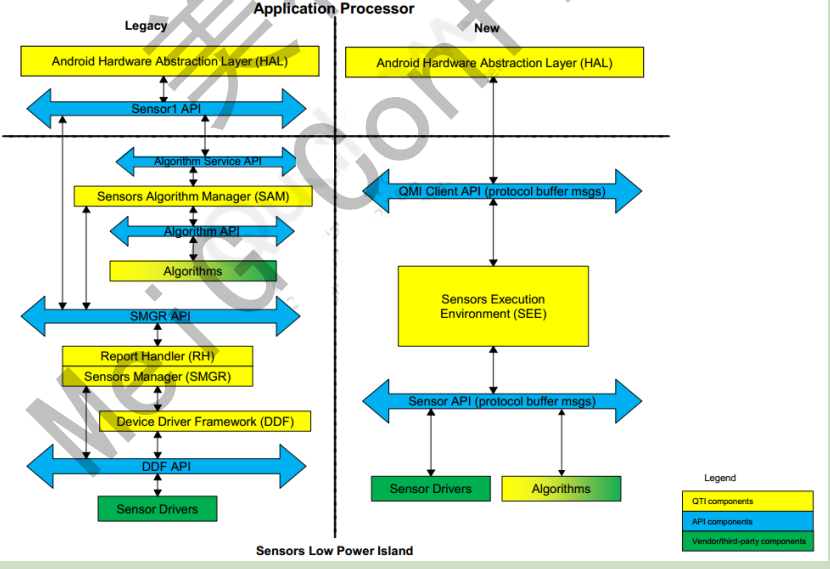 Application Processor
Legacy
New
Android Hardware Abstraction Layer (HAL)
Android Hardware Abstraction Layer (HAL)
Sensor1 API
Algorithm Service API
QMI Client API (protocol buffer msgs)
Sensors Algorithm Manager (SAM)
Algorithm API
Algorithms
Sensors Execution
Environment (SEE)
SMGR API
Report Handler (RH)
Sensors Manager (SMGR)
Sensor API (protocol buffer msgs)
Device Driver Framework (DDF)
DDF API
Sensor Drivers
Sensor Drivers
Algorithms
Legend
QTI components
API components
Vendor/third-party components
Sensors Low Power Island